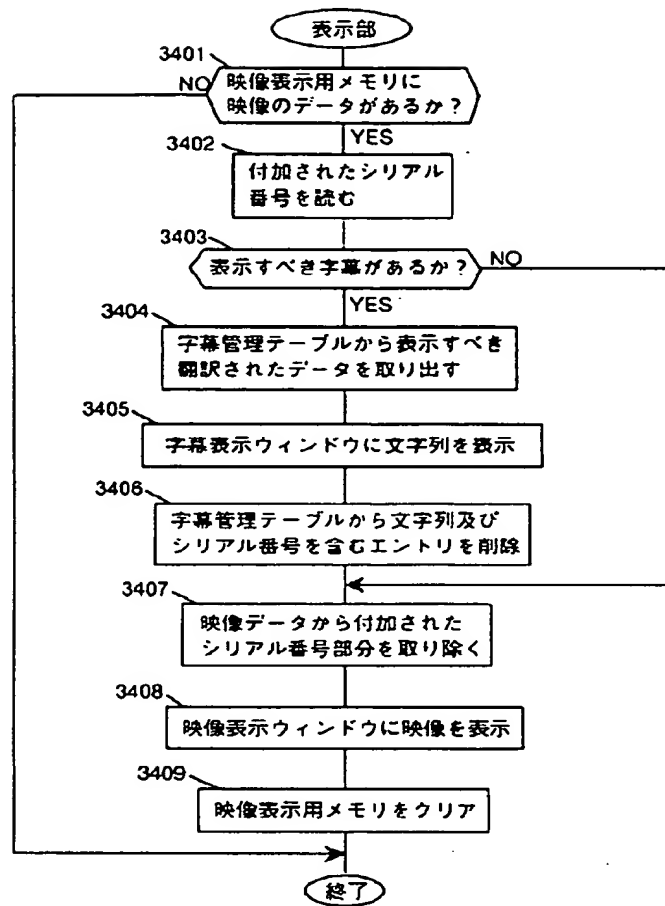 表示部
3401
NO
映像表示用メモリに
映像のデータがあるか？
YES
3402
付加されたシリアル
番号を読む
3403
表示すべき字幕があるか？
NO
YES
3404
字幕管理テーブルから表示すべき
翻訳されたデータを取り出す
3405
字幕表示ウィンドウに文字列を表示
3406
字幕管理テーブルから文字列及び
シリアル番号を含むエントリを削除
3407
映像データから付加された
シリアル番号部分を取り除く
3408
映像表示ウィンドウに映像を表示
3409
映像表示用メモリをクリア
終了